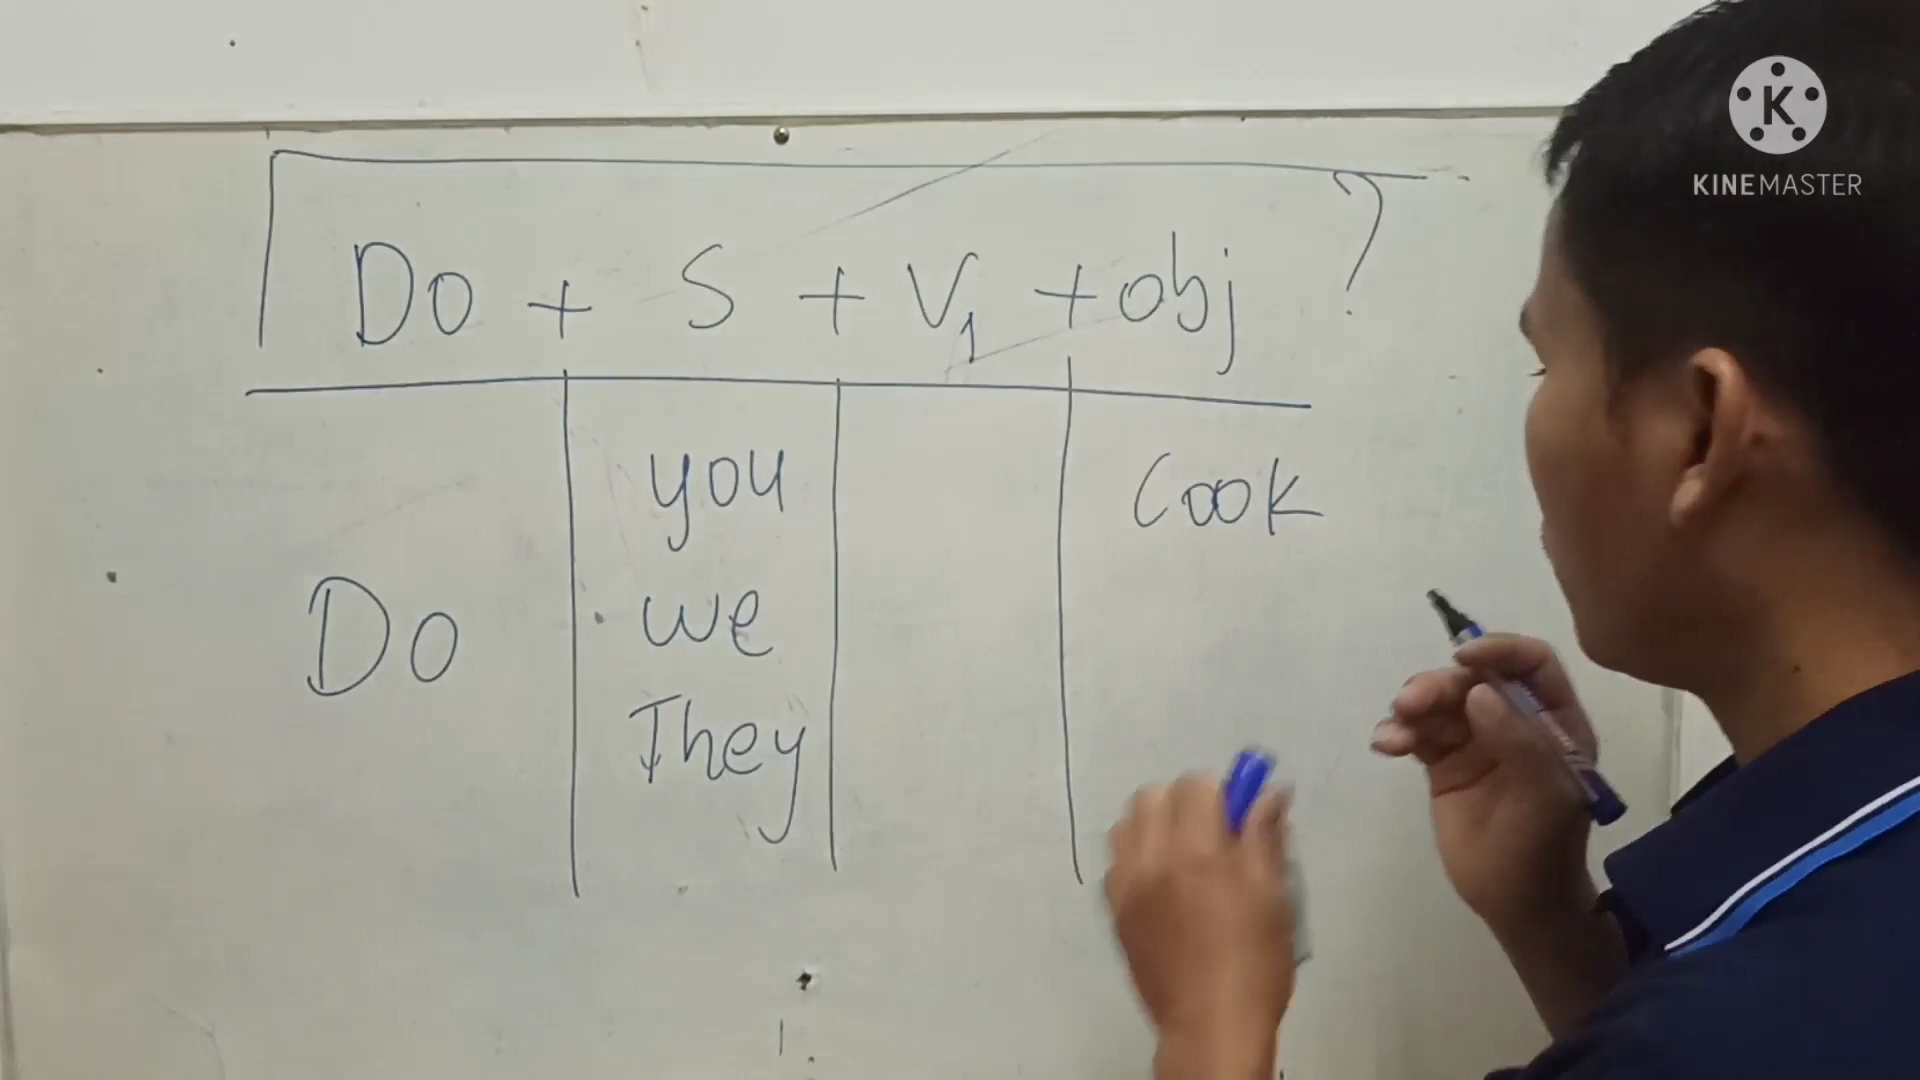 KINEMASTER
Do + S + V1 + obj ?
you Cook
Do we
They